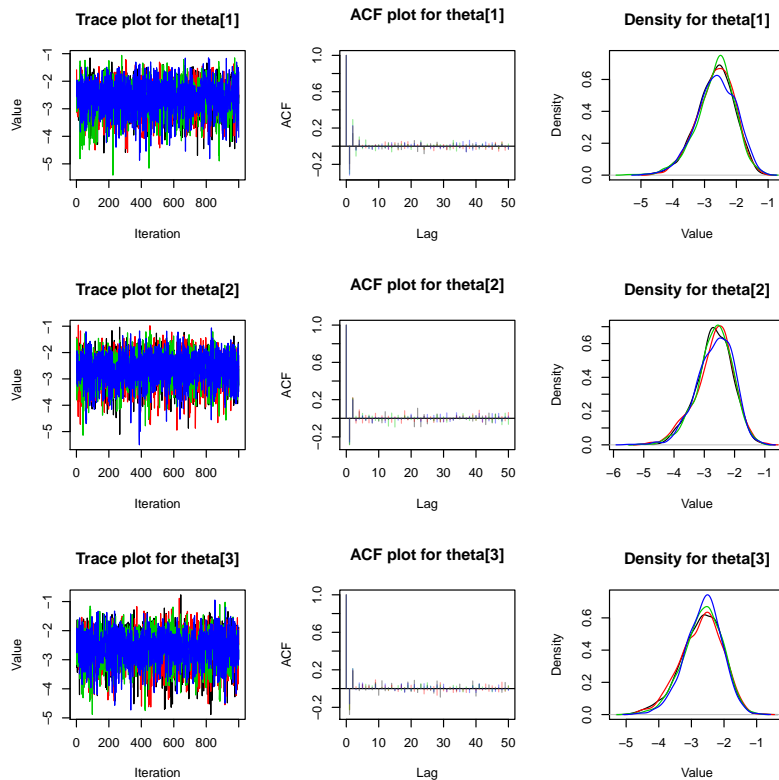 Trace plot for theta[1]
ACF plot for theta[1]
Density for theta[1]
Value
−1
−2
−3
−4
−5
0 200 400 600 800
Iteration
ACF
1.0
0.6
0.2
−0.2
0 10 20 30 40 50
Lag
Density
0.6
0.4
0.2
0.0
−5 −4 −3 −2 −1
Value
Trace plot for theta[2]
ACF plot for theta[2]
Density for theta[2]
Value
−1
−2
−3
−4
−5
0 200 400 600 800
Iteration
ACF
1.0
0.6
0.2
−0.2
0 10 20 30 40 50
Lag
Density
0.6
0.4
0.2
0.0
−6 −5 −4 −3 −2 −1
Value
Trace plot for theta[3]
ACF plot for theta[3]
Density for theta[3]
Value
−1
−2
−3
−4
−5
0 200 400 600 800
Iteration
ACF
1.0
0.6
0.2
−0.2
0 10 20 30 40 50
Lag
Density
0.6
0.4
0.2
0.0
−5 −4 −3 −2 −1
Value